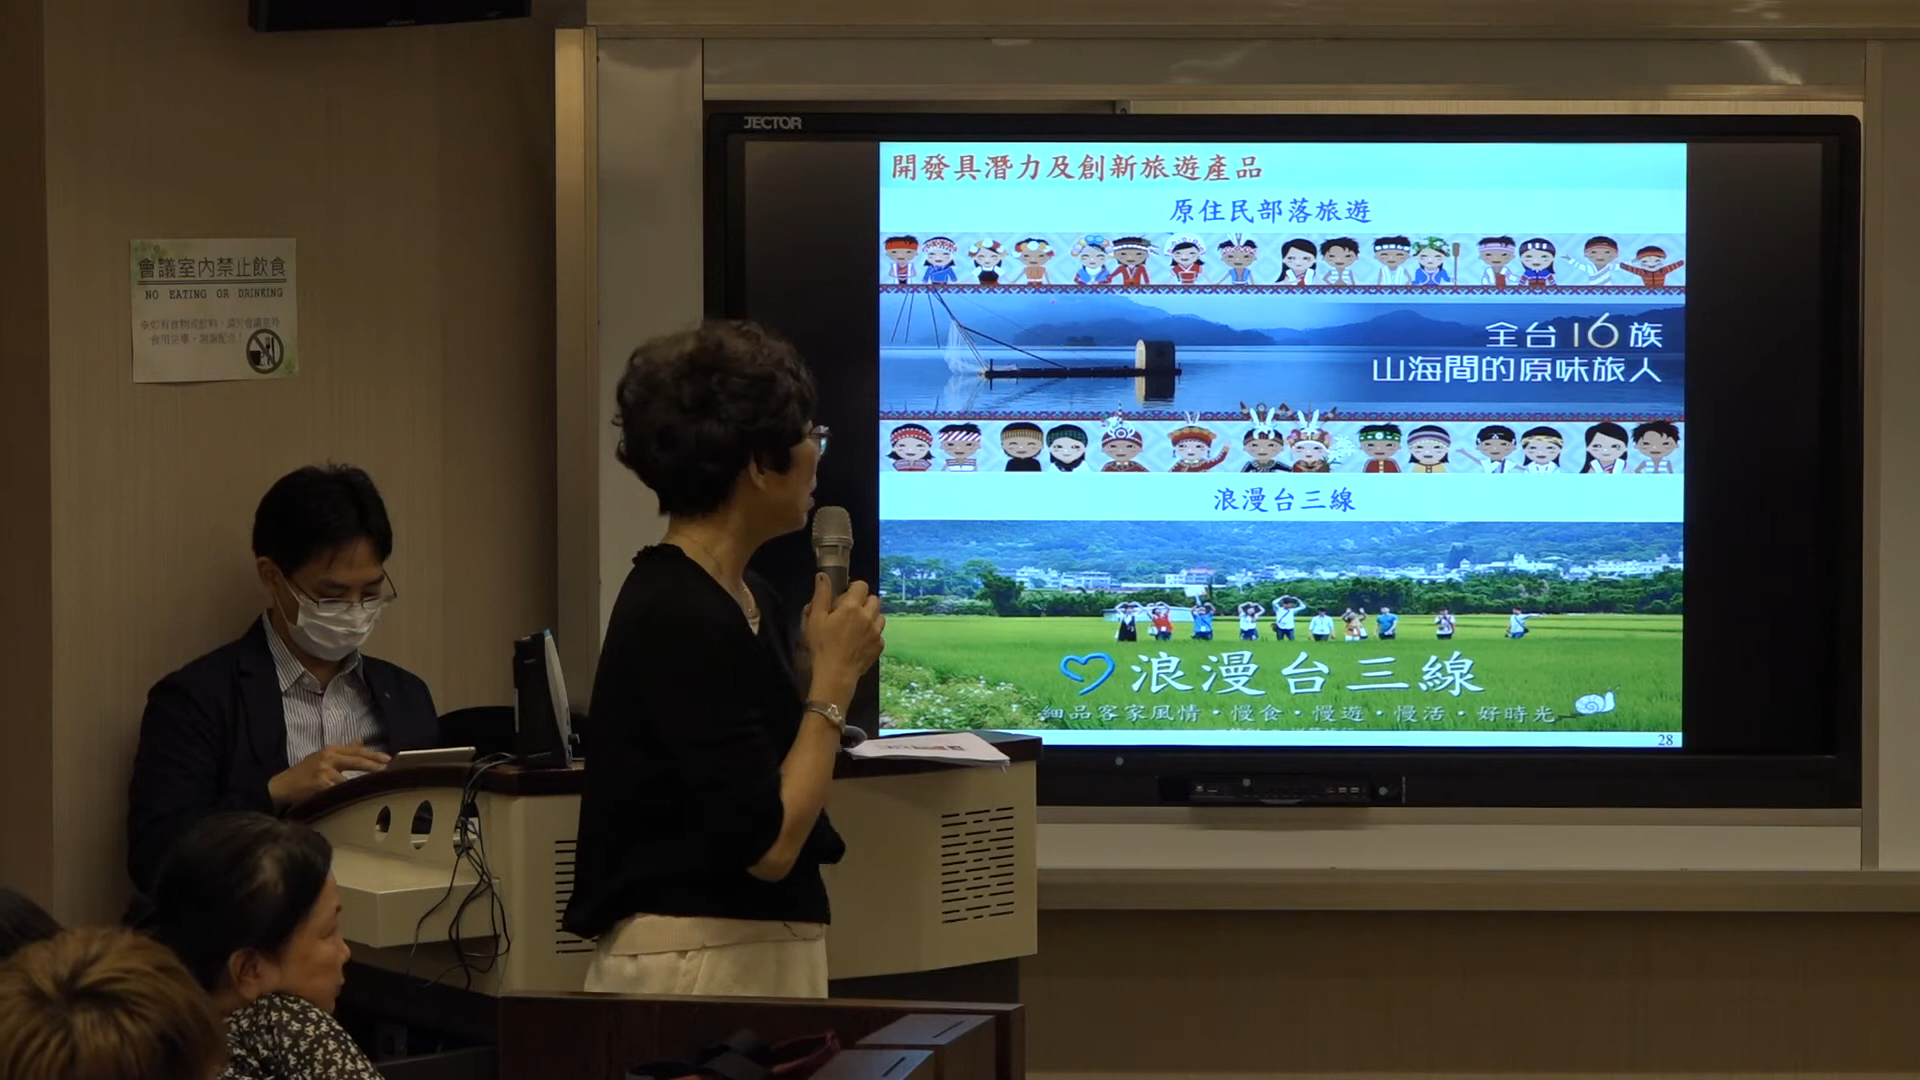 JECTOR
會議室內禁止飲食
NO EATING OR DRINKING
開發具潛力及創新旅遊產品
原住民部落旅遊
全台16族
山海間的原味旅人
浪漫台三線
浪漫台三線
細品客家風情・慢食・慢遊・慢活・好時光
28